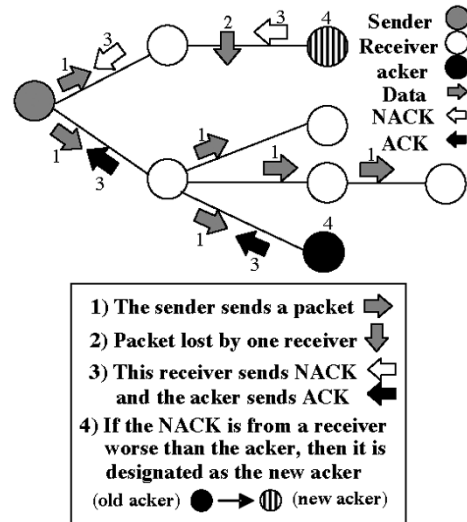 3
2
3
4
Sender
Receiver
acker
Data
NACK
ACK
1
1
3
1
1
1
1
3
4
1) The sender sends a packet
2) Packet lost by one receiver
3) This receiver sends NACK
and the acker sends ACK
4) If the NACK is from a receiver
worse than the acker, then it is
designated as the new acker
(old acker) (new acker)